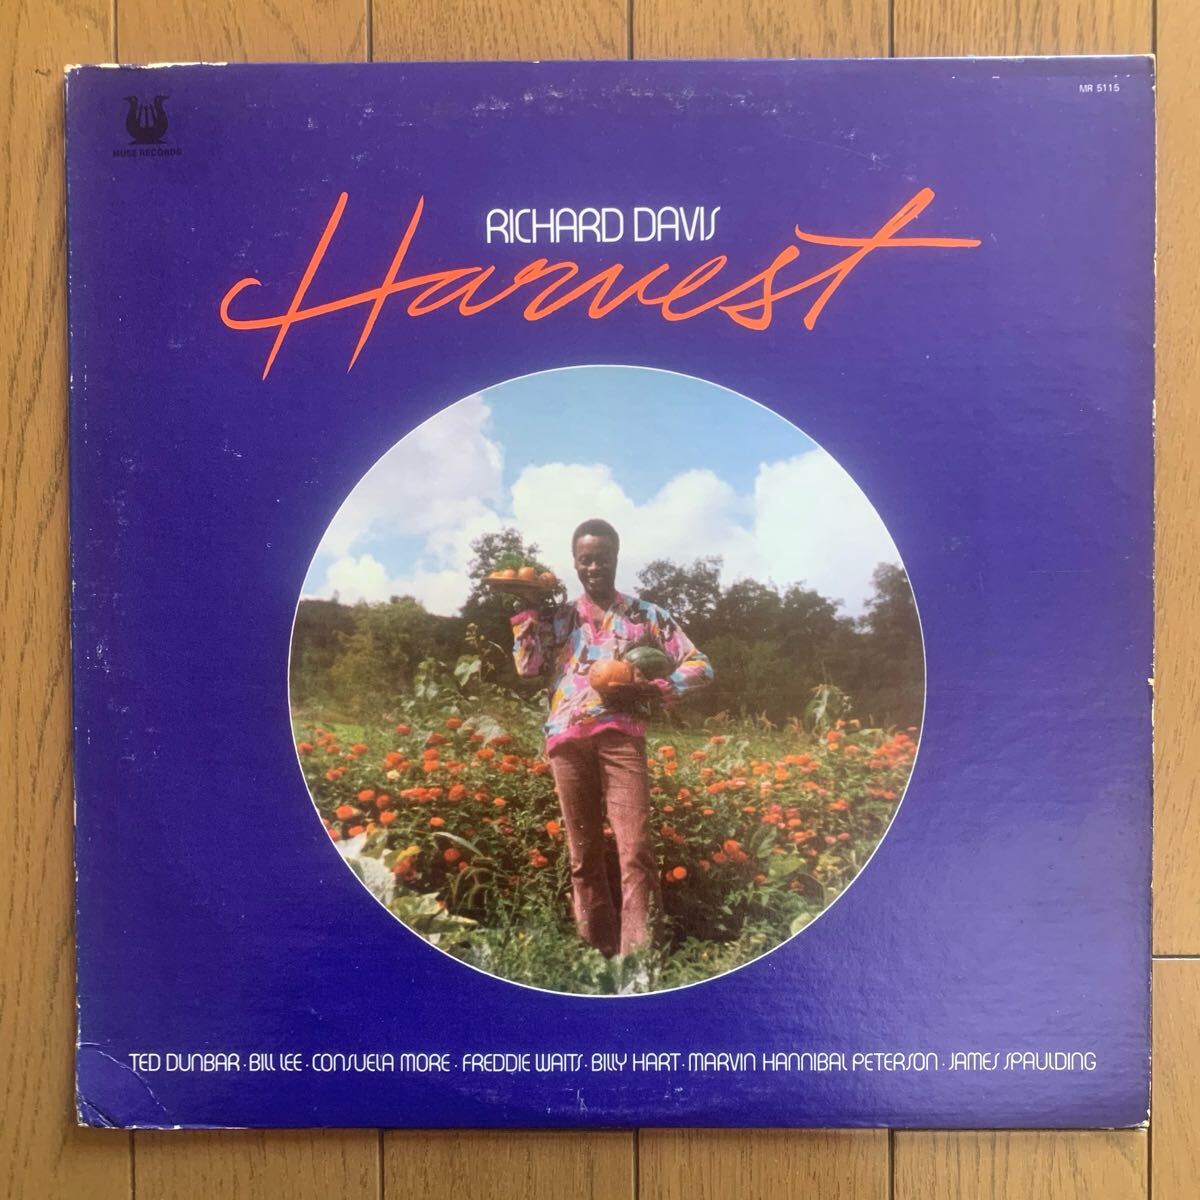 MUSE RECORDS
MR 5115
RICHARD DAVIS
Harvest
TED DUNBAR · BILL LEE · CONSUELA MORE · FREDDIE WAITS · BILLY HART · MARVIN HANNIBAL PETERSON · JAMES SPAULDING